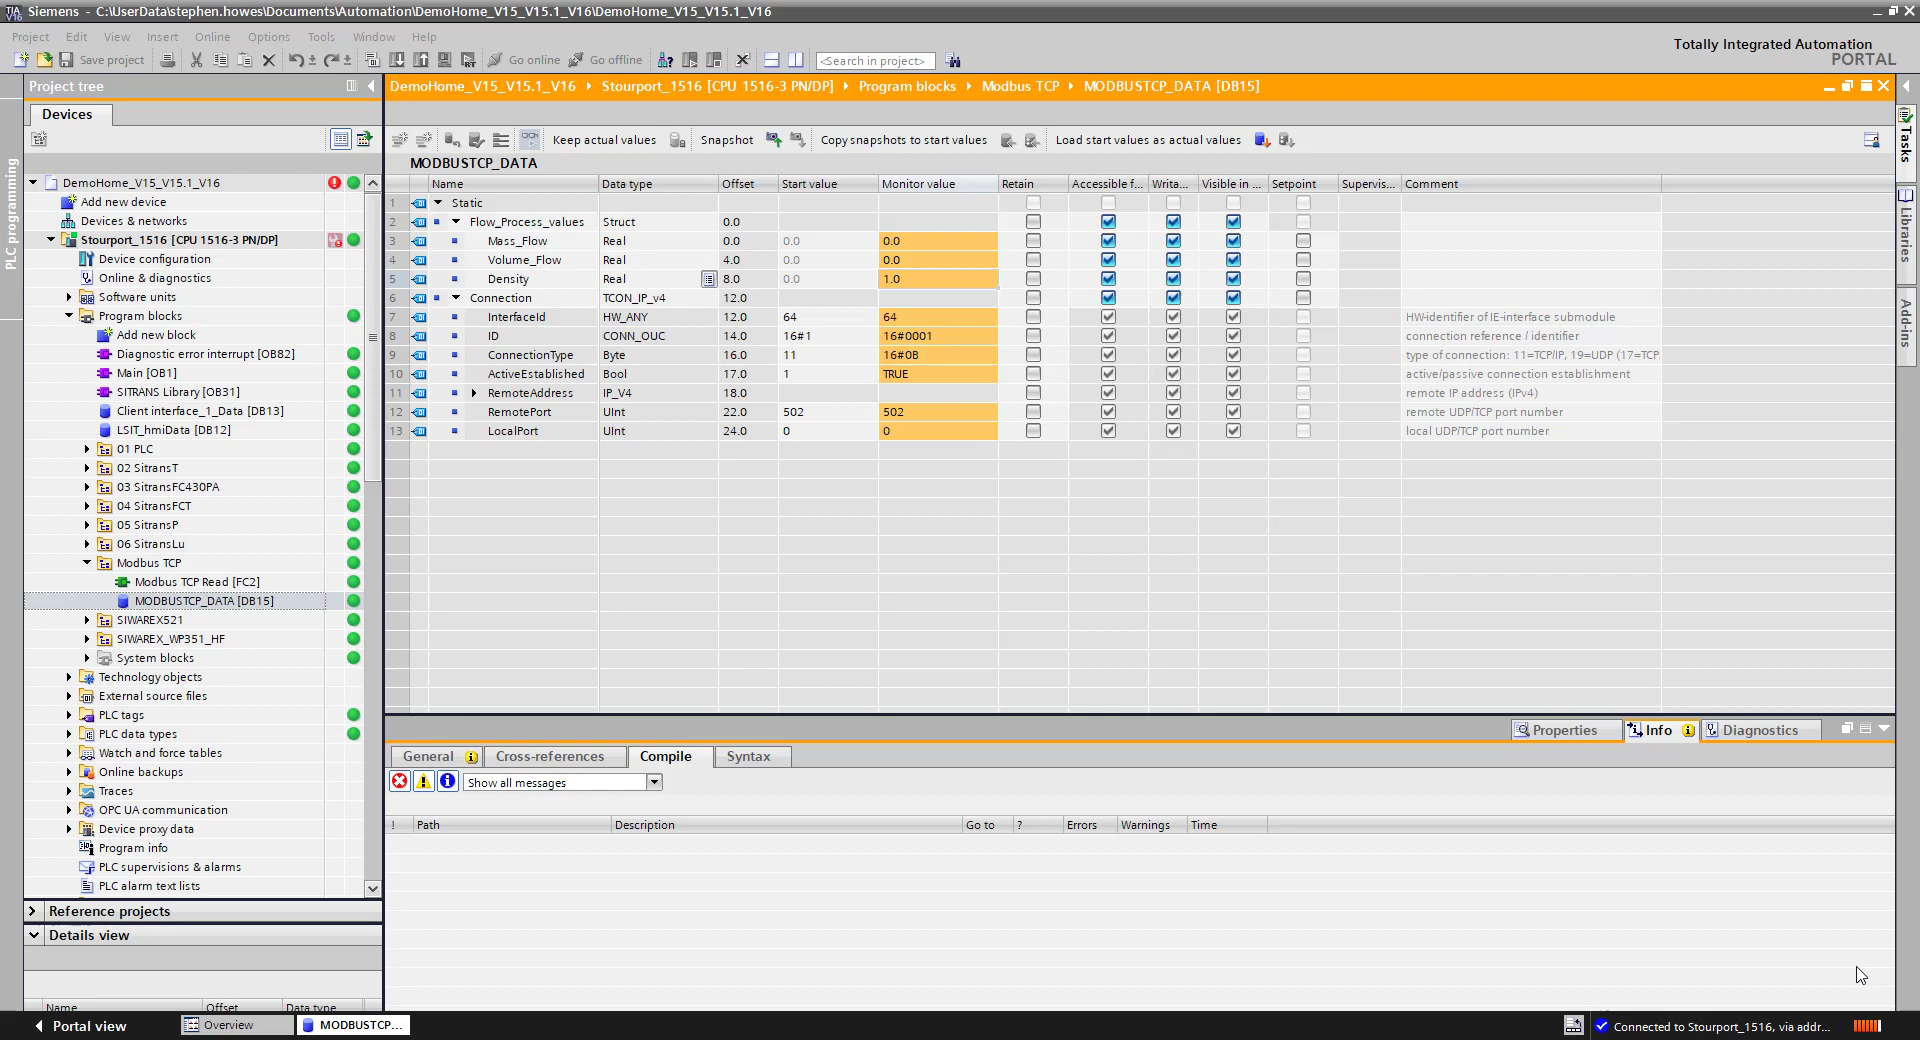 Siemens - C:\UserData\stephen.howes\Documents\Automation\DemoHome_V15_V15.1_V16\DemoHome_V15_V15.1_V16
Project Edit View Insert Online Options Tools Window Help
Totally Integrated Automation
PORTAL
Save project Go online Go offline <Search in project>
Project tree
DemoHome_V15_V15.1_V16 Stourport_1516 [CPU 1516-3 PN/DP] Program blocks Modbus TCP MODBUSTCP_DATA [DB15]
Devices
Keep actual values Snapshot Copy snapshots to start values Load start values as actual values
PLC programming
DemoHome_V15_V15.1_V16
Add new device
Devices & networks
Stourport_1516 [CPU 1516-3 PN/DP]
Device configuration
Online & diagnostics
Software units
Program blocks
Add new block
Diagnostic error interrupt [OB82]
Main [OB1]
SITRANS Library [OB31]
Client interface_1_Data [DB13]
LSIT_hmiData [DB12]
01 PLC
02 SitransT
03 SitransFC430PA
04 SitransFCT
05 SitransP
06 SitransLu
Modbus TCP
Modbus TCP Read [FC2]
MODBUSTCP_DATA [DB15]
SIWAREX521
SIWAREX_WP351_HF
System blocks
Technology objects
External source files
PLC tags
PLC data types
Watch and force tables
Online backups
Traces
OPC UA communication
Device proxy data
Program info
PLC supervisions & alarms
PLC alarm text lists
Reference projects
Details view
Name Offset Data type
MODBUSTCP_DATA
Name Data type Offset Start value Monitor value Retain Accessible f... Writa... Visible in ... Setpoint Supervis... Comment
1 Static
2 Flow_Process_values Struct 0.0
3 Mass_Flow Real 0.0 0.0 0.0
4 Volume_Flow Real 4.0 0.0 0.0
5 Density Real 8.0 0.0 1.0
6 Connection TCON_IP_v4 12.0
7 InterfaceId HW_ANY 12.0 64 64 HW-identifier of IE-interface submodule
8 ID CONN_OUC 14.0 16#1 16#0001 connection reference / identifier
9 ConnectionType Byte 16.0 11 16#0B type of connection: 11=TCP/IP, 19=UDP (17=TCP
10 ActiveEstablished Bool 17.0 1 TRUE active/passive connection establishment
11 RemoteAddress IP_V4 18.0 remote IP address (IPv4)
12 RemotePort UInt 22.0 502 502 remote UDP/TCP port number
13 LocalPort UInt 24.0 0 0 local UDP/TCP port number
Tasks
Libraries
Add-ins
Properties Info Diagnostics
General Cross-references Compile Syntax
Show all messages
! Path Description Go to ? Errors Warnings Time
Portal view Overview MODBUSTCP... Connected to Stourport_1516, via addr...